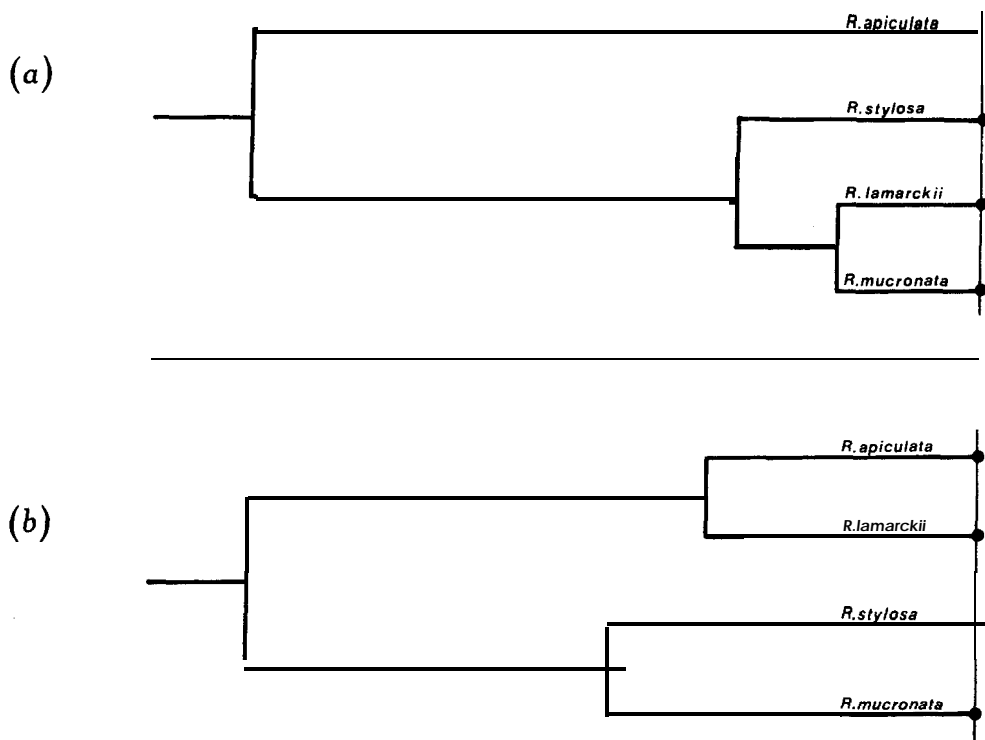 R.apiculata
(a)
R.stylosa
R. lamarckii
R.mucronata
R.apiculata
(b)
R.lamarckii
R.stylosa
R.mucronata